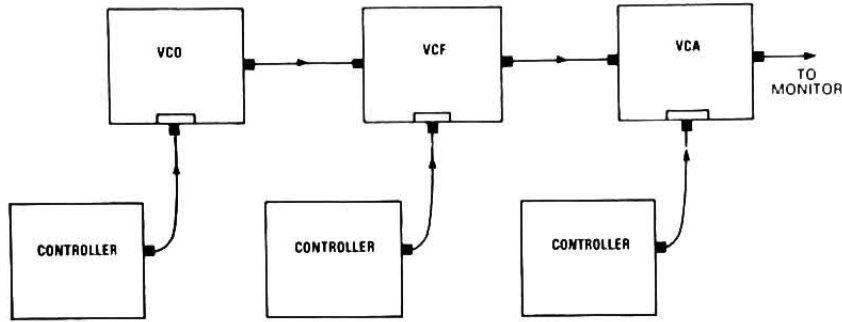 VCO
VCF
VCA
TO
MONITOR
CONTROLLER
CONTROLLER
CONTROLLER